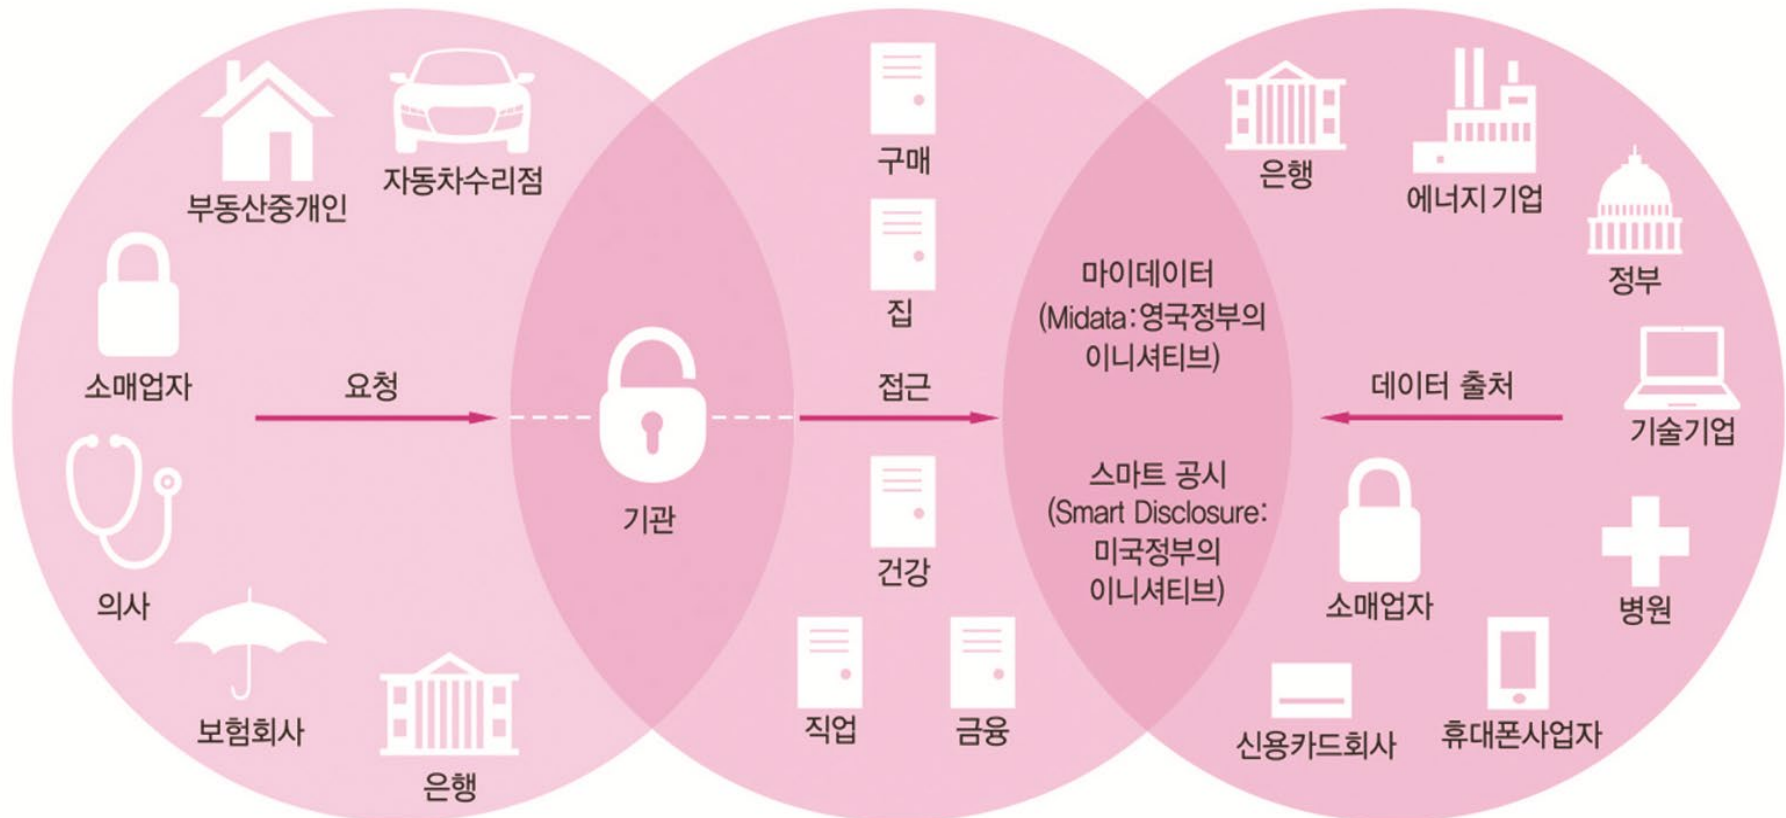 부동산중개인
자동차수리점
소매업자
요청
의사
보험회사
은행
기관
구매
집
접근
건강
직업
금융
마이데이터
(Midata:영국정부의
이니셔티브)
스마트 공시
(Smart Disclosure:
미국정부의
이니셔티브)
은행
에너지 기업
정부
데이터 출처
기술기업
소매업자
병원
신용카드회사
휴대폰사업자